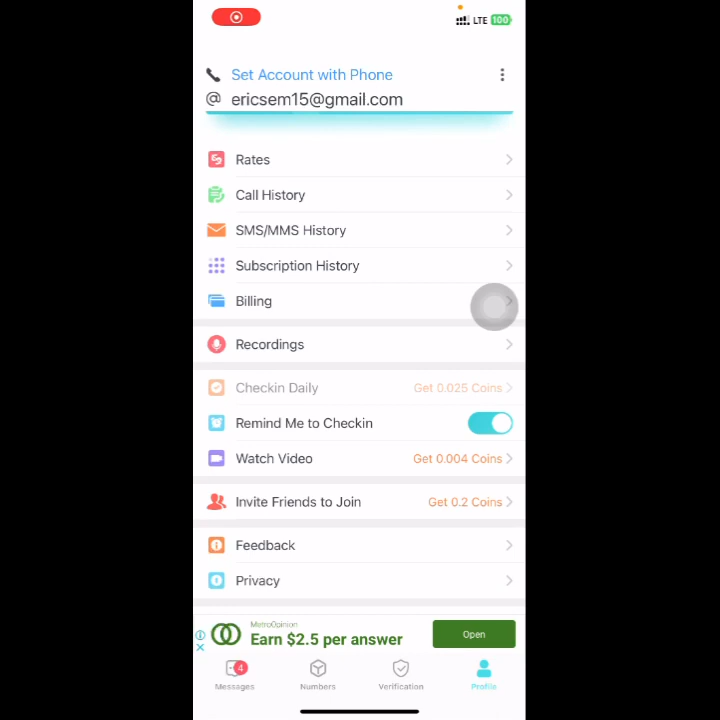 LTE 100
Set Account with Phone
@ ericsem15@gmail.com
Rates
Call History
SMS/MMS History
Subscription History
Billing
Recordings
Checkin Daily Get 0.025 Coins
Remind Me to Checkin
Watch Video Get 0.004 Coins
Invite Friends to Join Get 0.2 Coins
Feedback
Privacy
MetroOpinion
Earn $2.5 per answer
Open
4
Messages Numbers Verification Profile